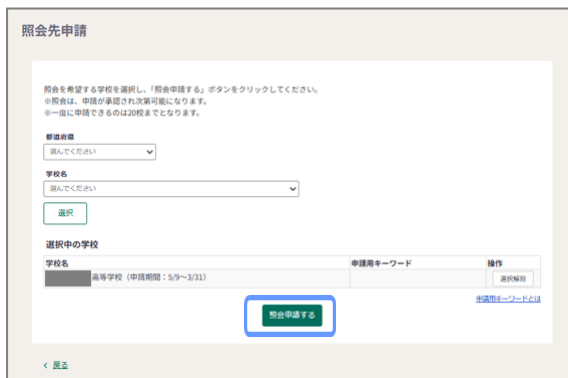 照会先申請
照会を希望する学校を選択し、「照会申請する」ボタンをクリックしてください。
※照会は、申請が承認され次第可能になります。
※一度に申請できるのは20校までとなります。
都道府県
選んでください
学校名
選んでください
選択
選択中の学校
学校名 申請用キーワード 操作
高等学校（申請期間：5/9～3/31） 選択解除
申請用キーワードとは
照会申請する
< 戻る